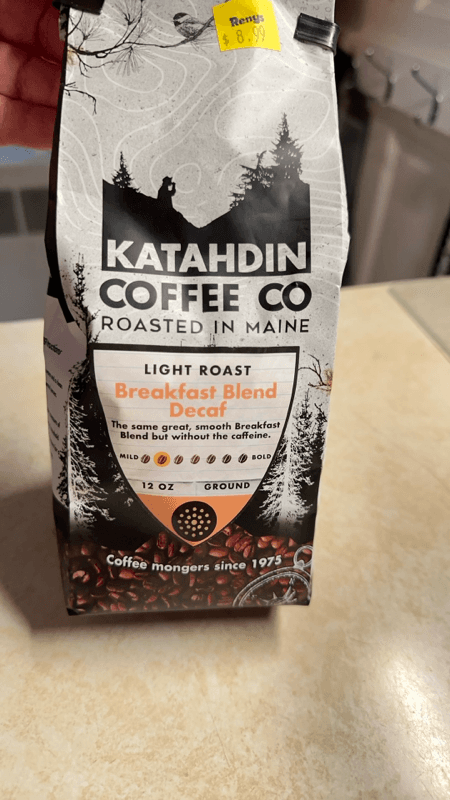 Renys
$ 8.99
KATAHDIN
COFFEE CO
ROASTED IN MAINE
LIGHT ROAST
Breakfast Blend
Decaf
The same great, smooth Breakfast
Blend but without the caffeine.
MILD BOLD
12 OZ GROUND
Coffee mongers since 1975